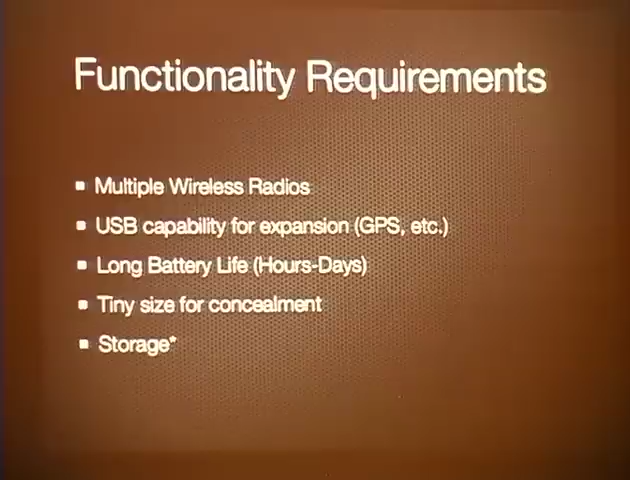 Functionality Requirements
▪ Multiple Wireless Radios
▪ USB capability for expansion (GPS, etc.)
▪ Long Battery Life (Hours-Days)
▪ Tiny size for concealment
▪ Storage*